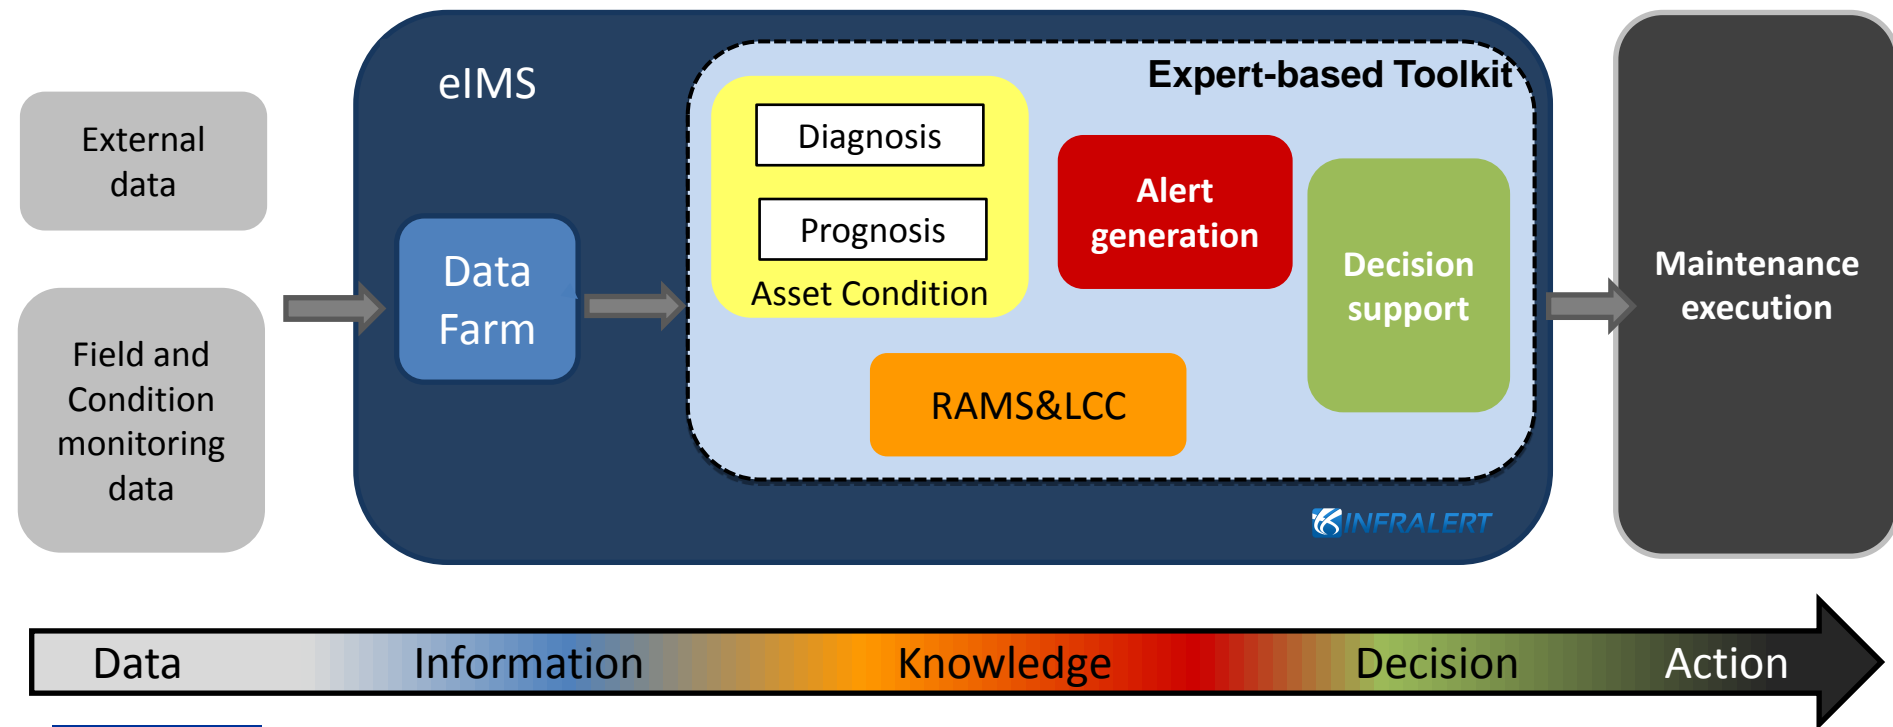 External
data
Field and
Condition
monitoring
data
eIMS
Data
Farm
Expert-based Toolkit
Diagnosis
Prognosis
Asset Condition
Alert
generation
RAMS&LCC
Decision
support
INFRALERT
Maintenance
execution
Data Information Knowledge Decision Action